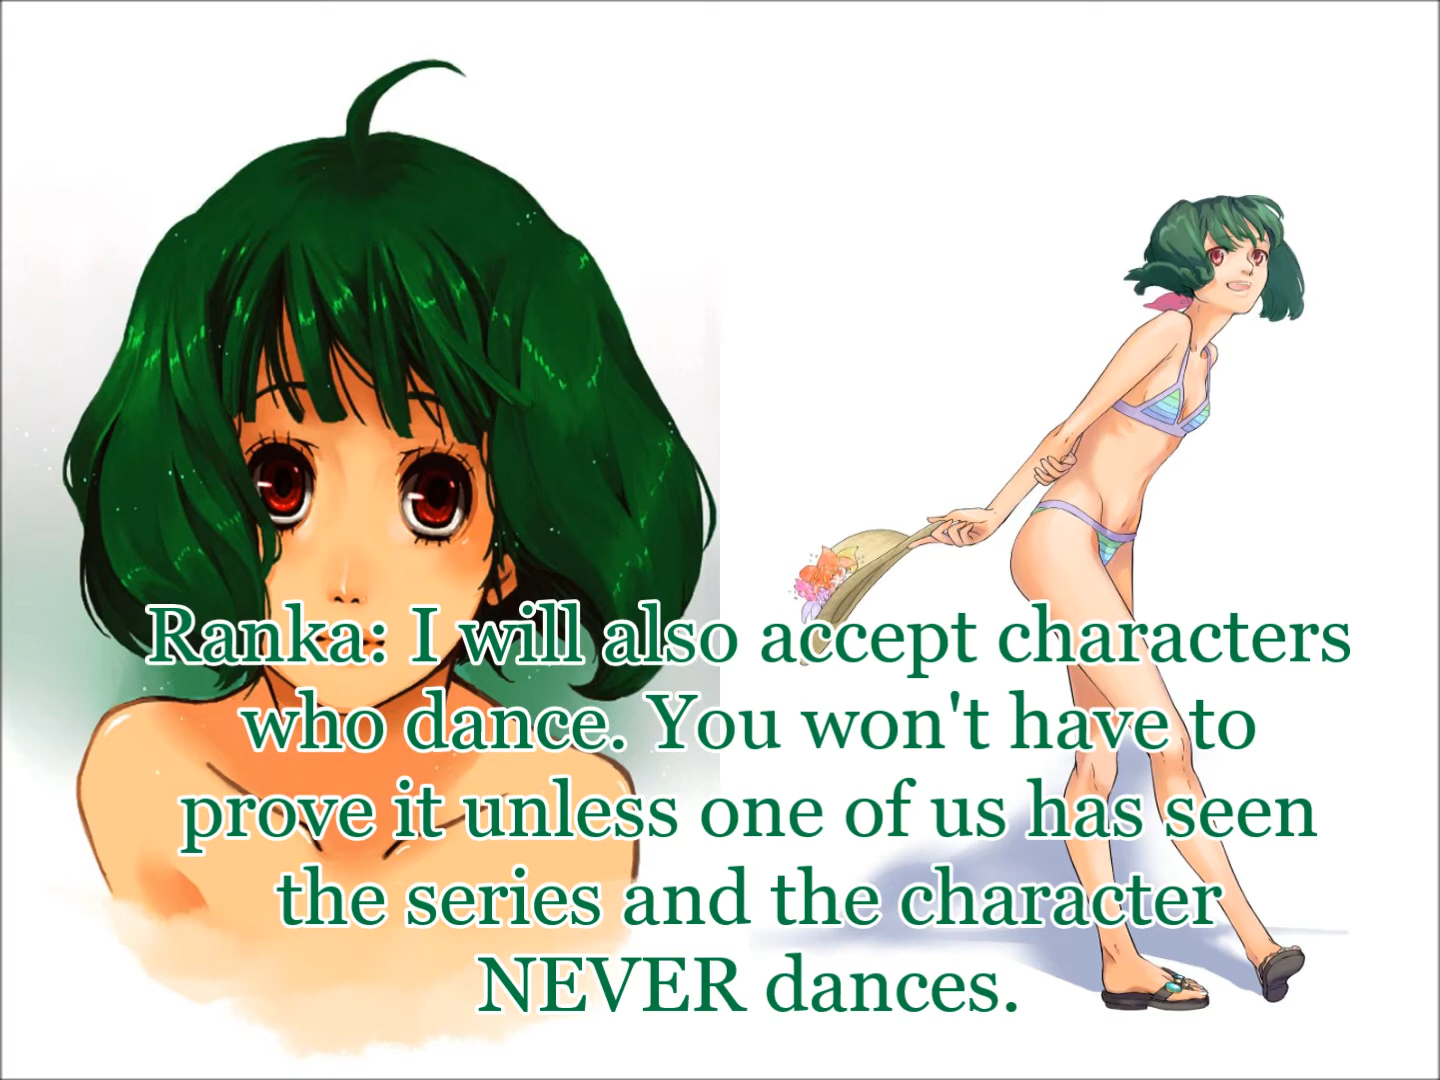 Ranka: I will also accept characters
who dance. You won't have to
prove it unless one of us has seen
the series and the character
NEVER dances.